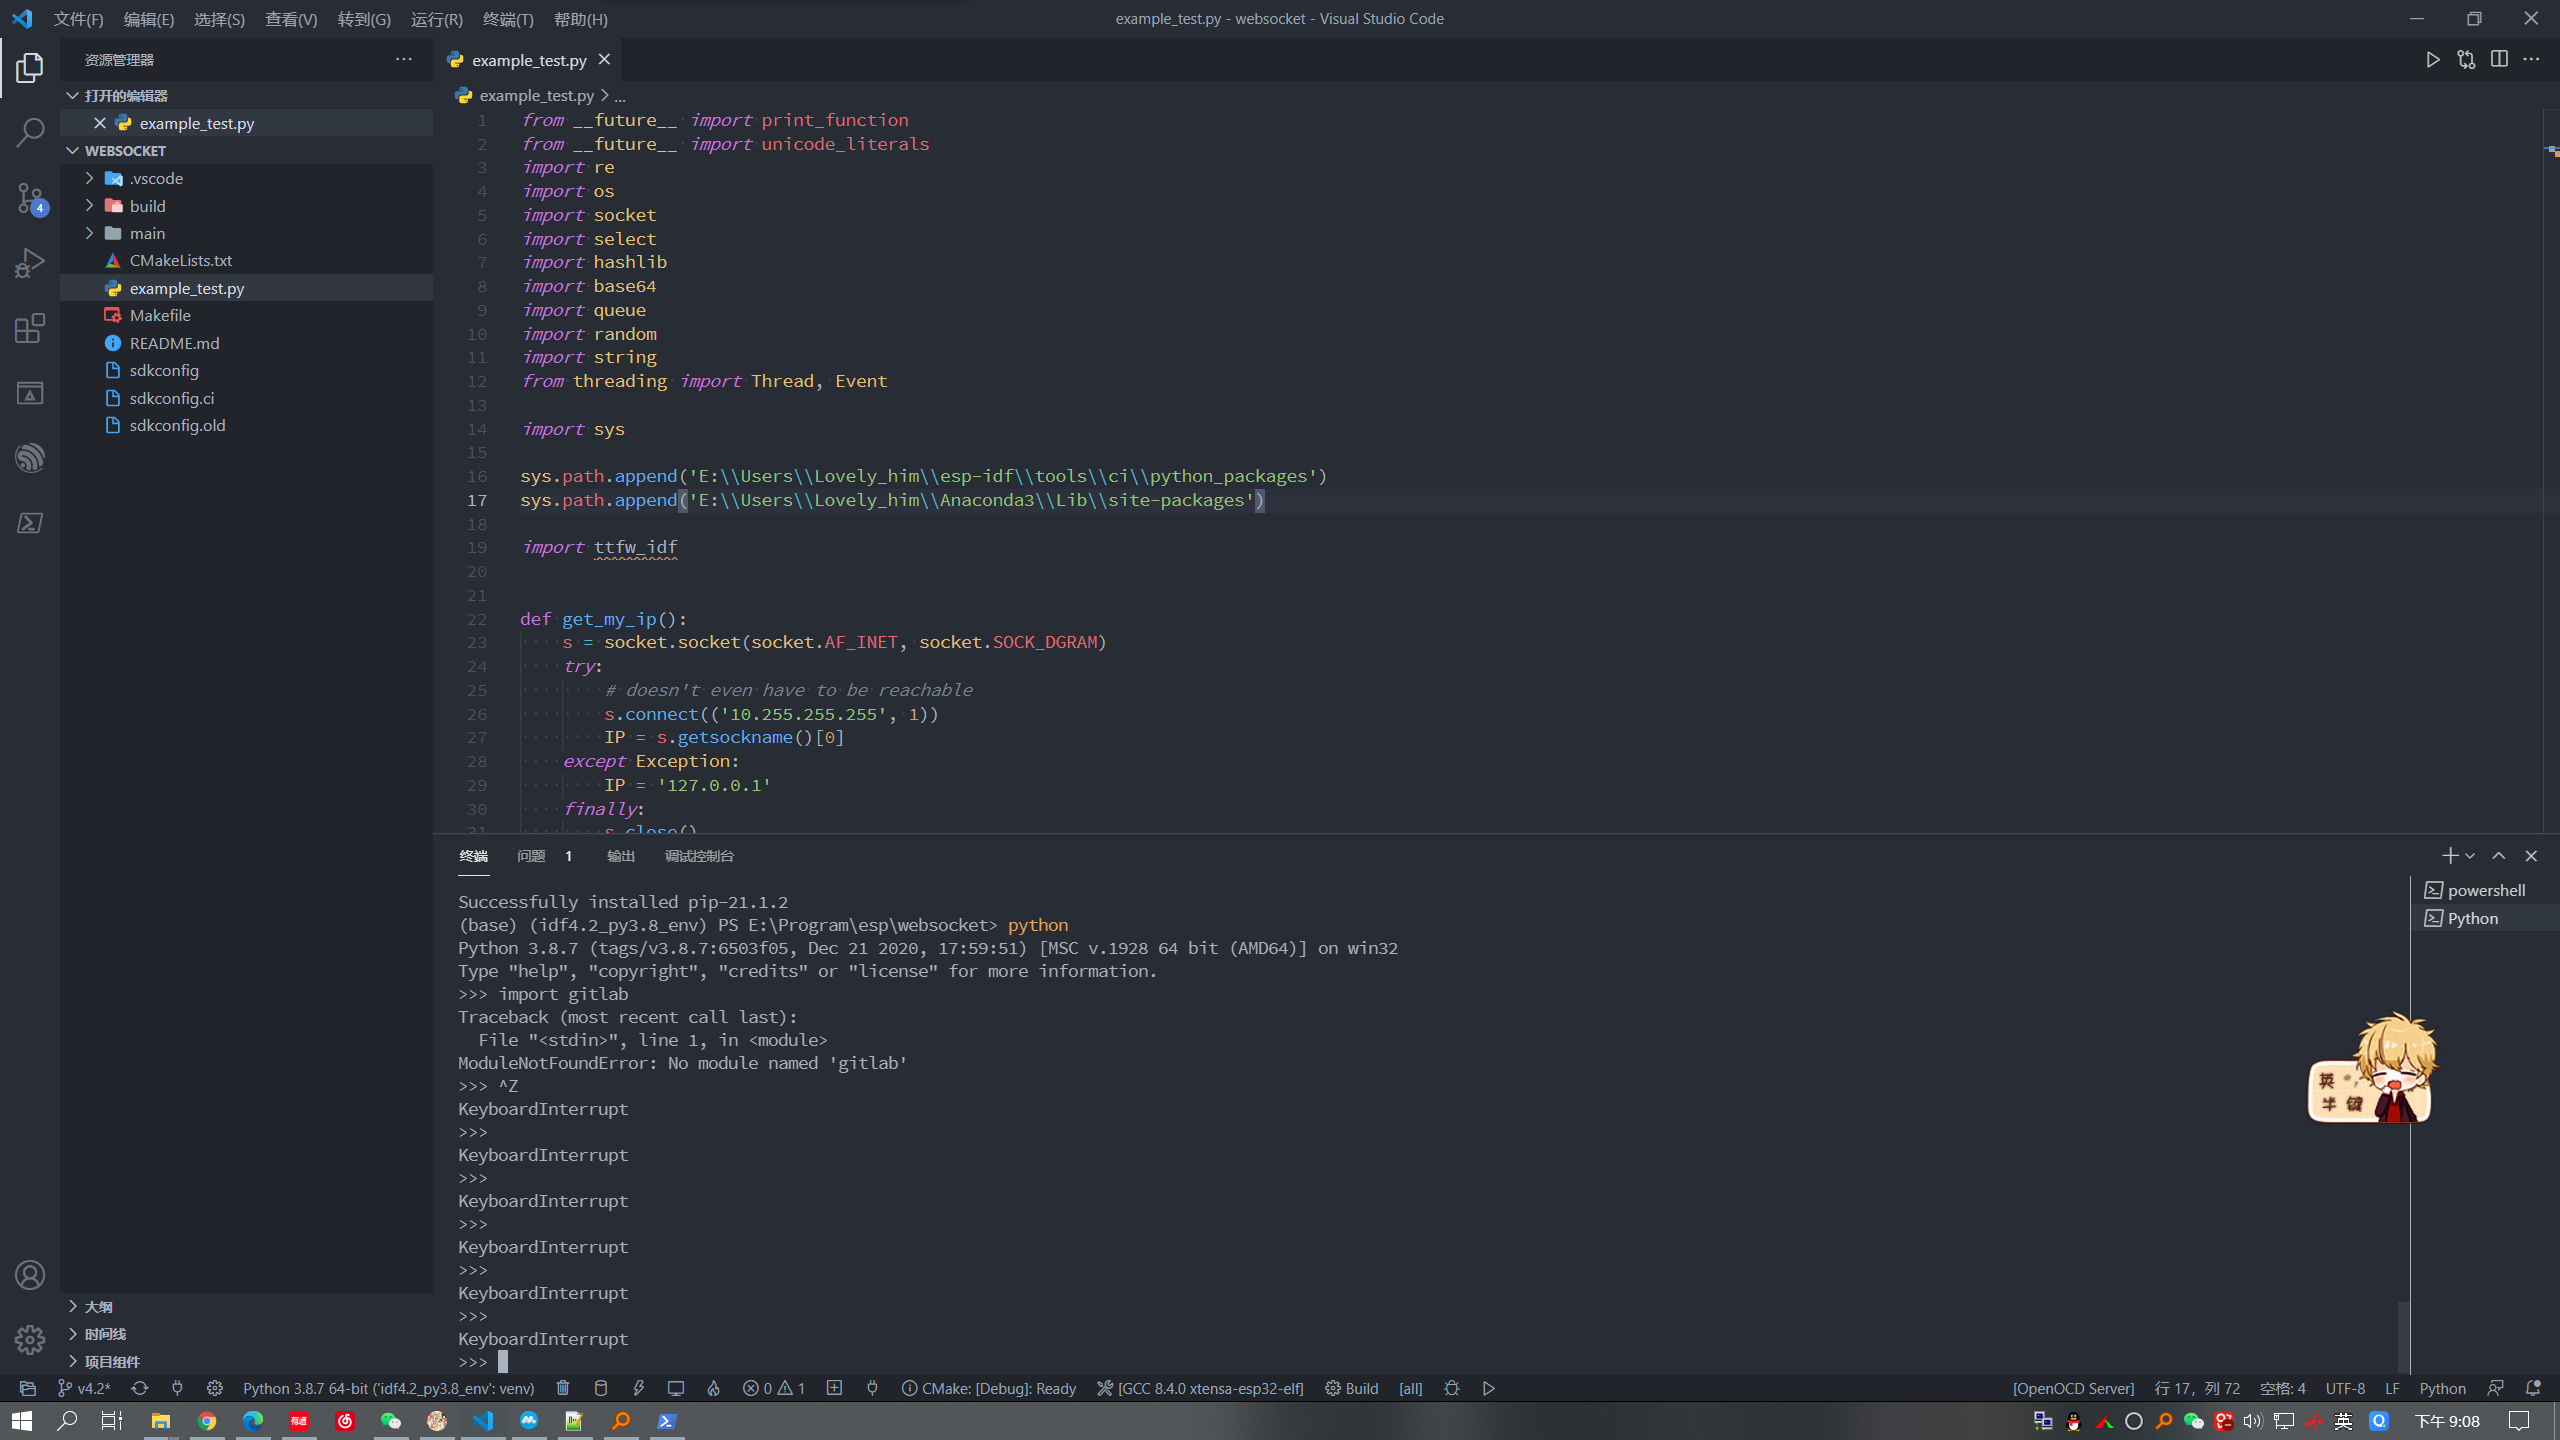 文件(F) 编辑(E) 选择(S) 查看(V) 转到(G) 运行(R) 终端(T) 帮助(H) example_test.py - websocket - Visual Studio Code
资源管理器
打开的编辑器
example_test.py
WEBSOCKET
.vscode
build
main
CMakeLists.txt
example_test.py
Makefile
README.md
sdkconfig
sdkconfig.ci
sdkconfig.old
4
大纲
时间线
项目组件
example_test.py
example_test.py > ...
1 from __future__ import print_function
2 from __future__ import unicode_literals
3 import re
4 import os
5 import socket
6 import select
7 import hashlib
8 import base64
9 import queue
10 import random
11 import string
12 from threading import Thread, Event
13
14 import sys
15
16 sys.path.append('E:\\Users\\Lovely_him\\esp-idf\\tools\\ci\\python_packages')
17 sys.path.append('E:\\Users\\Lovely_him\\Anaconda3\\Lib\\site-packages')
18
19 import ttfw_idf
20
21
22 def get_my_ip():
23 s = socket.socket(socket.AF_INET, socket.SOCK_DGRAM)
24 try:
25 # doesn't even have to be reachable
26 s.connect(('10.255.255.255', 1))
27 IP = s.getsockname()[0]
28 except Exception:
29 IP = '127.0.0.1'
30 finally:
31 s.close()
终端 问题 1 输出 调试控制台
powershell
Python
Successfully installed pip-21.1.2
(base) (idf4.2_py3.8_env) PS E:\Program\esp\websocket> python
Python 3.8.7 (tags/v3.8.7:6503f05, Dec 21 2020, 17:59:51) [MSC v.1928 64 bit (AMD64)] on win32
Type "help", "copyright", "credits" or "license" for more information.
>>> import gitlab
Traceback (most recent call last):
File "<stdin>", line 1, in <module>
ModuleNotFoundError: No module named 'gitlab'
>>> ^Z
KeyboardInterrupt
>>>
KeyboardInterrupt
>>>
KeyboardInterrupt
>>>
KeyboardInterrupt
>>>
KeyboardInterrupt
>>>
KeyboardInterrupt
>>>
英 ,
半 键
v4.2* Python 3.8.7 64-bit ('idf4.2_py3.8_env': venv) 0 1 CMake: [Debug]: Ready [GCC 8.4.0 xtensa-esp32-elf] Build [all] [OpenOCD Server] 行 17，列 72 空格: 4 UTF-8 LF Python
有道 英 下午 9:08